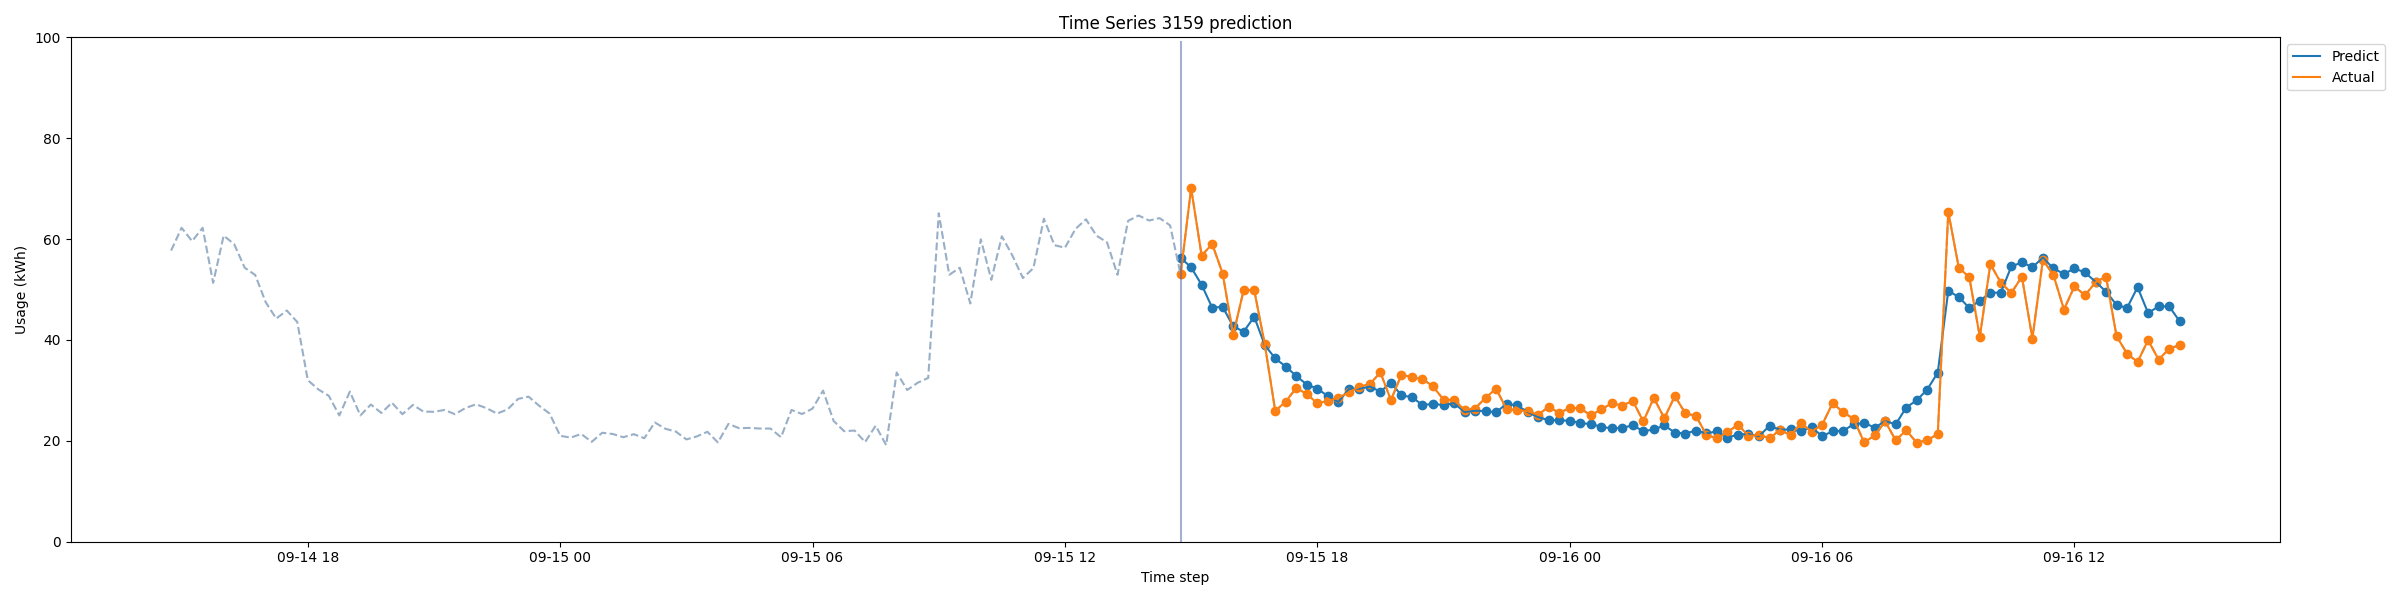 Time Series 3159 prediction
100
80
60
40
20
0
Usage (kWh)
09-14 18
09-15 00
09-15 06
09-15 12
09-15 18
09-16 00
09-16 06
09-16 12
Time step
Predict
Actual